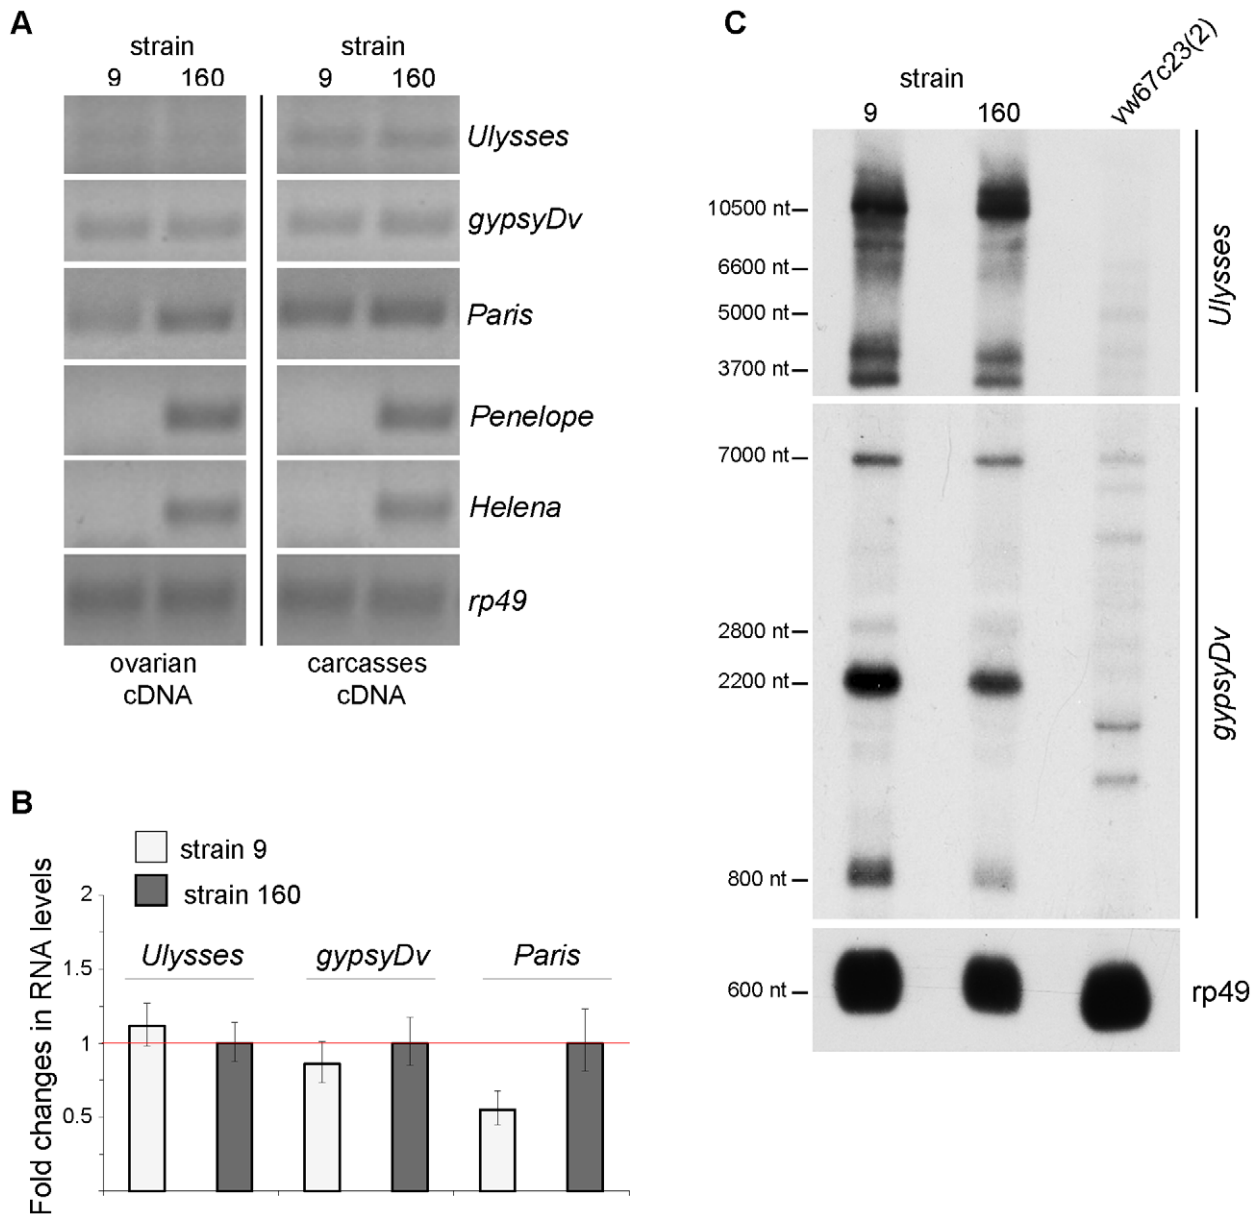 A
strain
strain
9
160
9
160
Ulysses
gypsyDv
Paris
Penelope
Helena
rp49
ovarian
cDNA
carcasses
cDNA
B
strain 9
strain 160
Fold changes in RNA levels
2
1.5
1
0.5
Ulysses
gypsyDv
Paris
C
strain
9
160
yw67c23(2)
10500 nt
6600 nt
5000 nt
3700 nt
Ulysses
7000 nt
2800 nt
2200 nt
800 nt
gypsyDv
600 nt
rp49